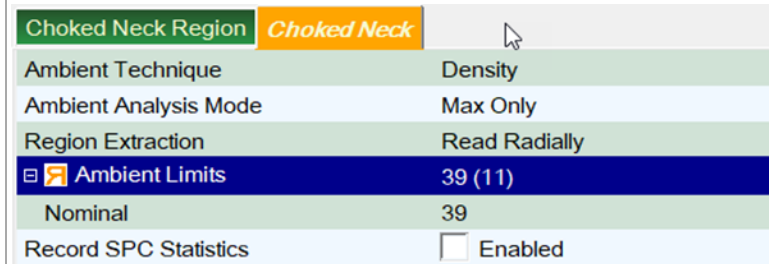 Choked Neck Region Choked Neck
Ambient Technique Density
Ambient Analysis Mode Max Only
Region Extraction Read Radially
Я Ambient Limits 39 (11)
Nominal 39
Record SPC Statistics Enabled